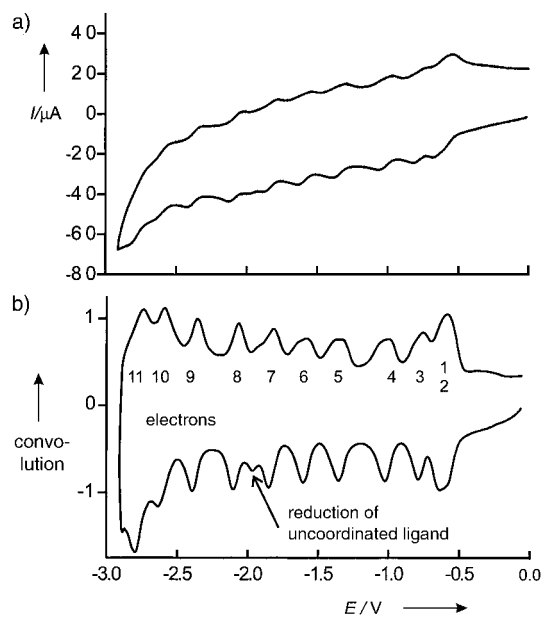 a)
4 0
2 0
0
-2 0
-4 0
-6 0
-8 0
I/µA
b)
1
0
-1
convo-
lution
11 10 9 8 7 6 5 4 3 1
2
electrons
reduction of
uncoordinated ligand
-3.0 -2.5 -2.0 -1.5 -1.0 -0.5 0.0
E / V